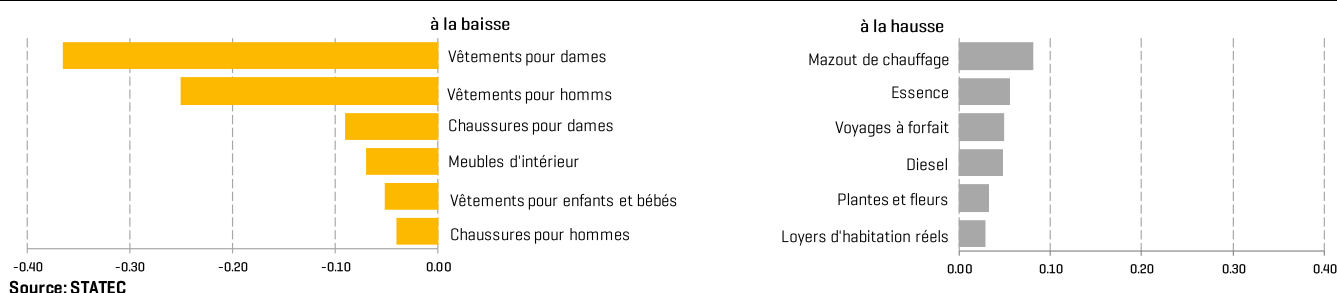 à la baisse
Vêtements pour dames
Vêtements pour homms
Chaussures pour dames
Meubles d'intérieur
Vêtements pour enfants et bébés
Chaussures pour hommes
-0.40 -0.30 -0.20 -0.10 0.00
à la hausse
Mazout de chauffage
Essence
Voyages à forfait
Diesel
Plantes et fleurs
Loyers d'habitation réels
0.00 0.10 0.20 0.30 0.40
Source: STATEC